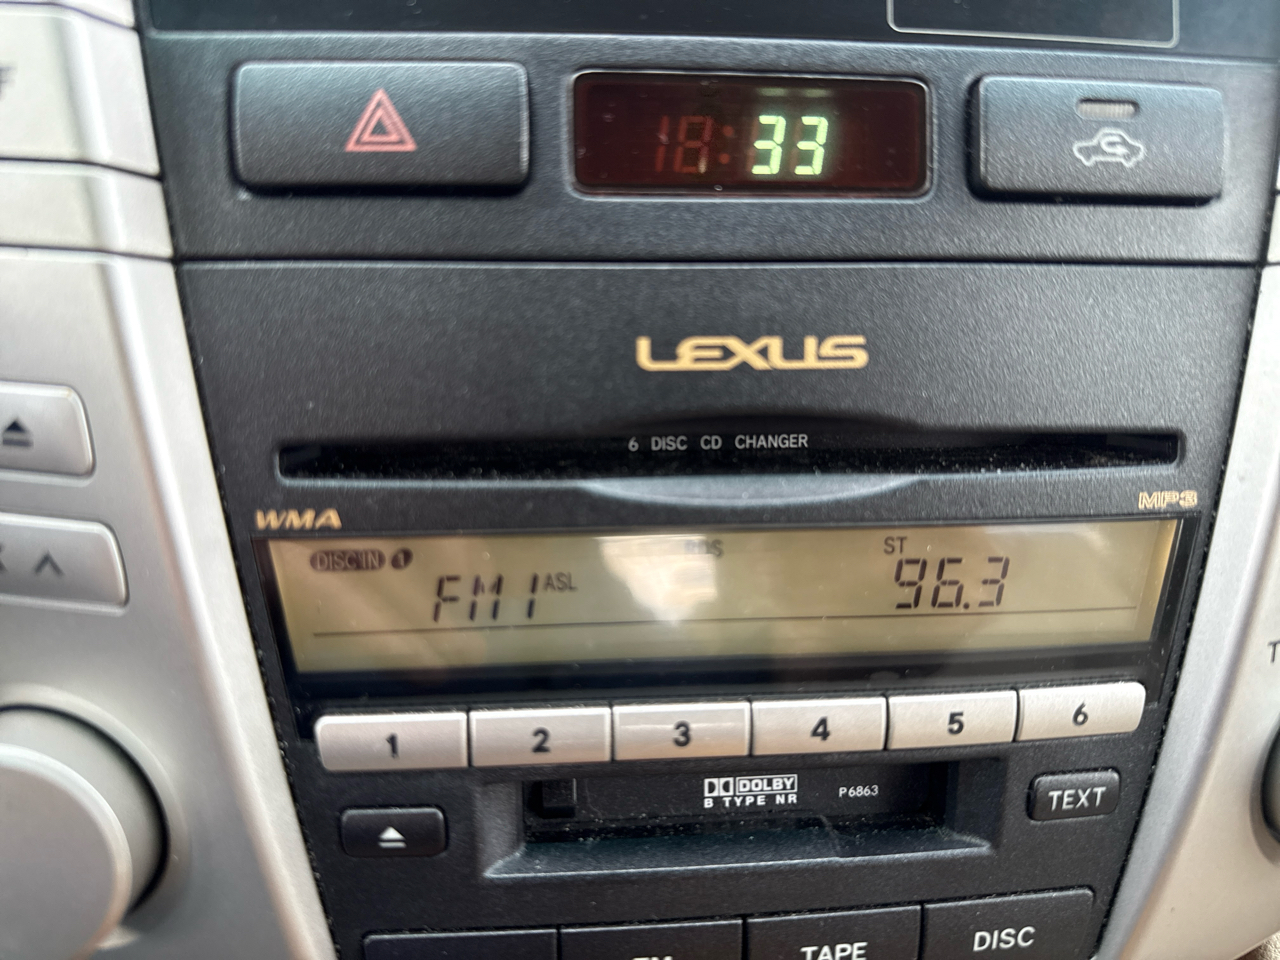 33
LEXUS
6 DISC CD CHANGER
WMA
MP3
DISC IN 1
RDS
ST
FM1 ASL
96.3
1 2 3 4 5 6
DOLBY
B TYPE NR
P6863
TEXT
TAPE
DISC